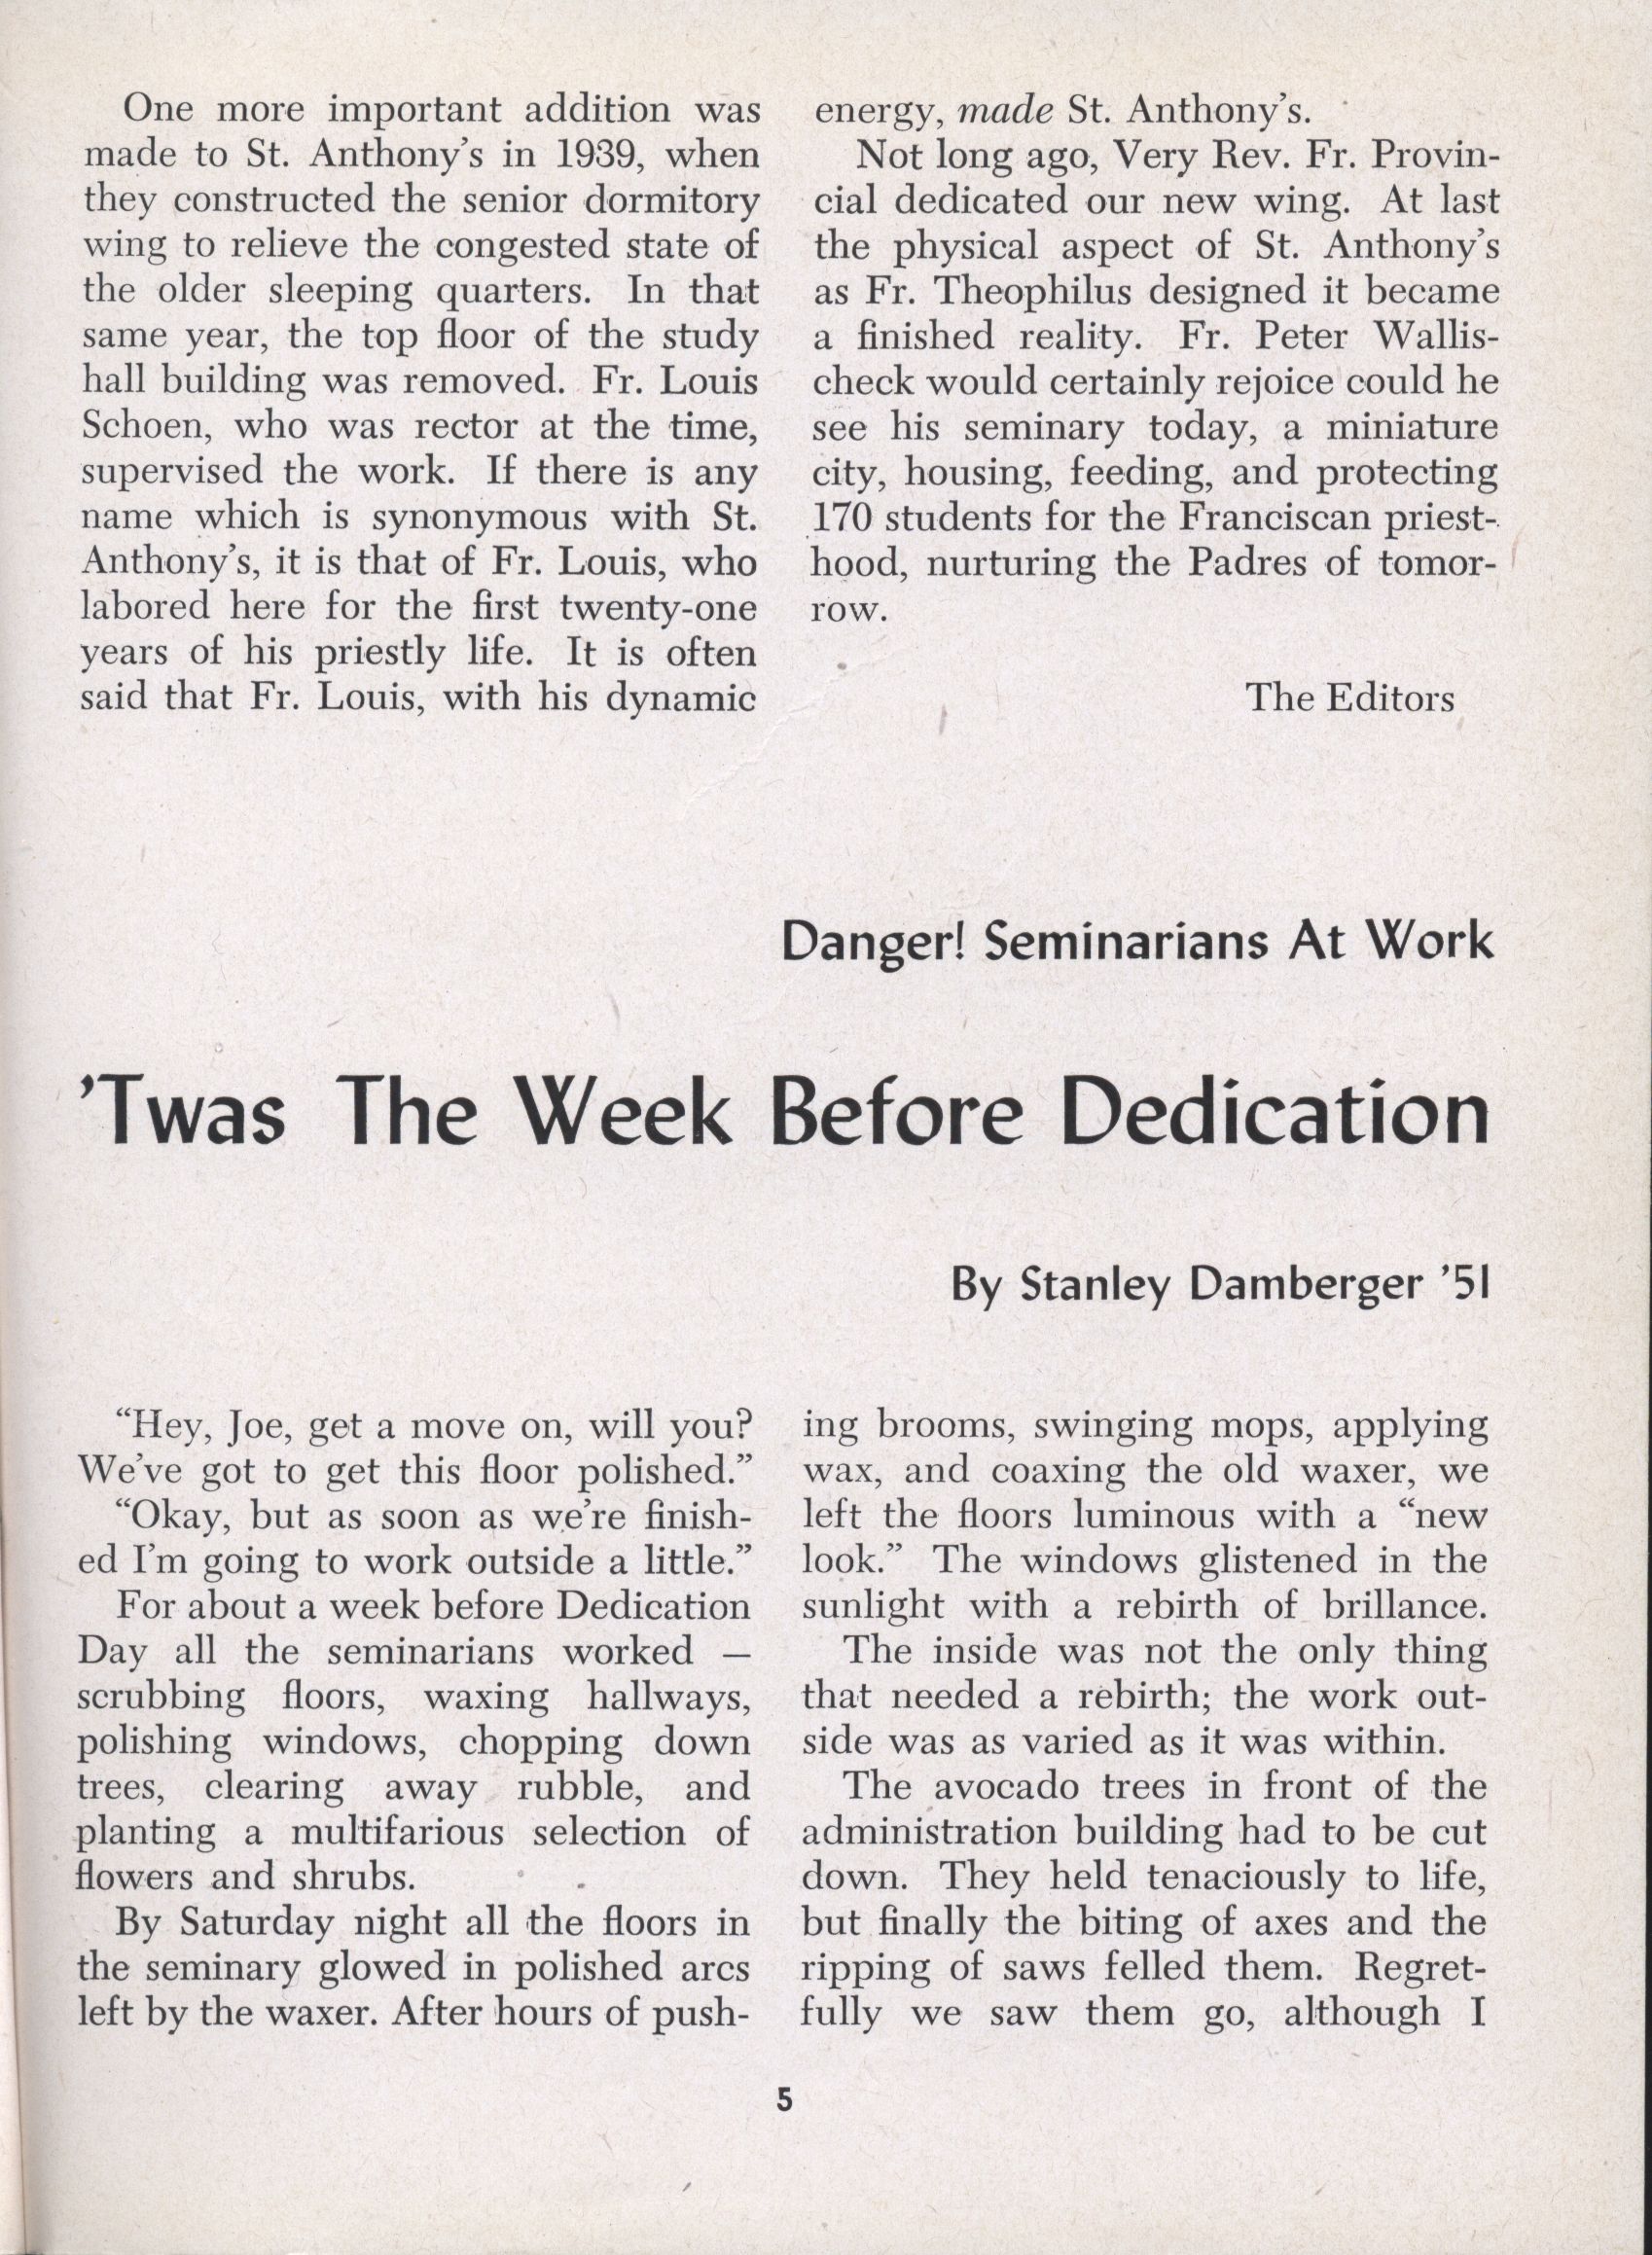 One more important addition was
made to St. Anthony’s in 1939, when
they constructed the senior dormitory
wing to relieve the congested state of
the older sleeping quarters. In that
same year, the top floor of the study
hall building was removed. Fr. Louis
Schoen, who was rector at the time,
supervised the work. If there is any
name which is synonymous with St.
Anthony’s, it is that of Fr. Louis, who
labored here for the first twenty-one
years of his priestly life. It is often
said that Fr. Louis, with his dynamic
energy, made St. Anthony’s.
Not long ago, Very Rev. Fr. Provin-
cial dedicated our new wing. At last
the physical aspect of St. Anthony’s
as Fr. Theophilus designed it became
a finished reality. Fr. Peter Wallis-
check would certainly rejoice could he
see his seminary today, a miniature
city, housing, feeding, and protecting
170 students for the Franciscan priest-
hood, nurturing the Padres of tomor-
row.
The Editors
Danger! Seminarians At Work
’Twas The Week Before Dedication
By Stanley Damberger ’51
“Hey, Joe, get a move on, will you?
We’ve got to get this floor polished.”
“Okay, but as soon as we’re finish-
ed I’m going to work outside a little.”
For about a week before Dedication
Day all the seminarians worked —
scrubbing floors, waxing hallways,
polishing windows, chopping down
trees, clearing away rubble, and
planting a multifarious selection of
flowers and shrubs.
By Saturday night all the floors in
the seminary glowed in polished arcs
left by the waxer. After hours of push-
ing brooms, swinging mops, applying
wax, and coaxing the old waxer, we
left the floors luminous with a “new
look.” The windows glistened in the
sunlight with a rebirth of brillance.
The inside was not the only thing
that needed a rebirth; the work out-
side was as varied as it was within.
The avocado trees in front of the
administration building had to be cut
down. They held tenaciously to life,
but finally the biting of axes and the
ripping of saws felled them. Regret-
fully we saw them go, although I
5